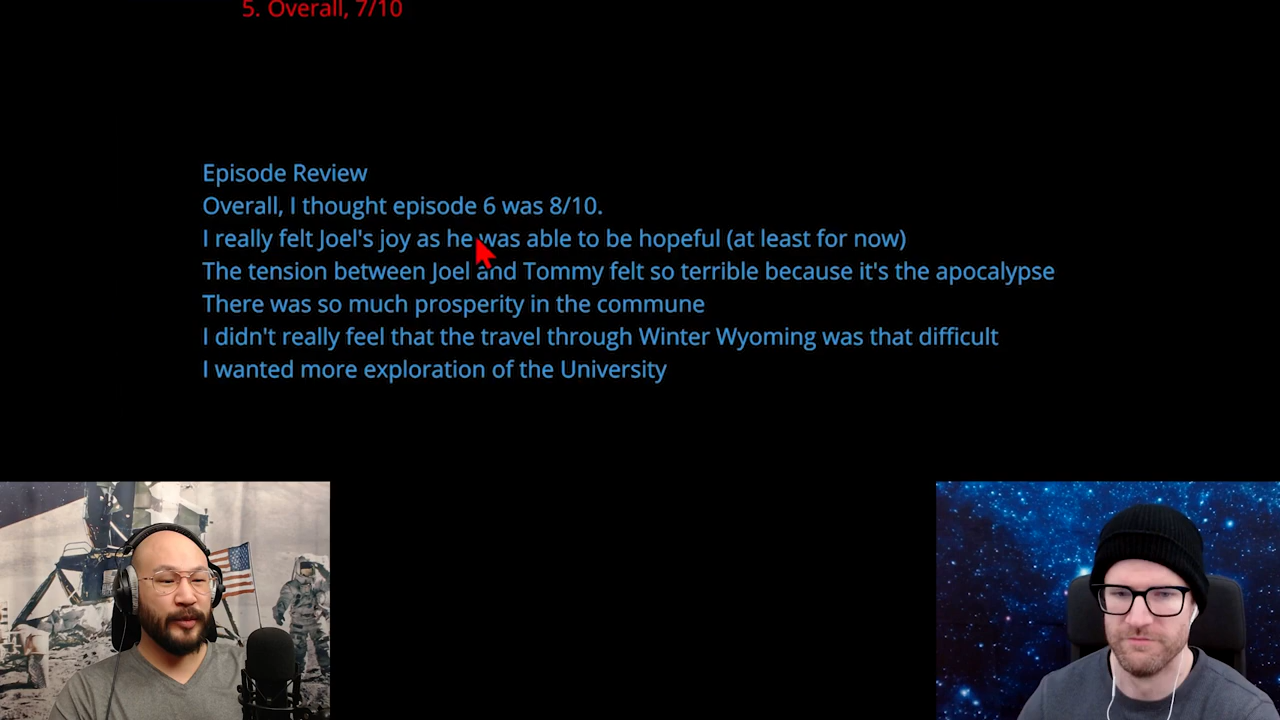 5. Overall, 7/10
Episode Review
Overall, I thought episode 6 was 8/10.
I really felt Joel's joy as he was able to be hopeful (at least for now)
The tension between Joel and Tommy felt so terrible because it's the apocalypse
There was so much prosperity in the commune
I didn't really feel that the travel through Winter Wyoming was that difficult
I wanted more exploration of the University